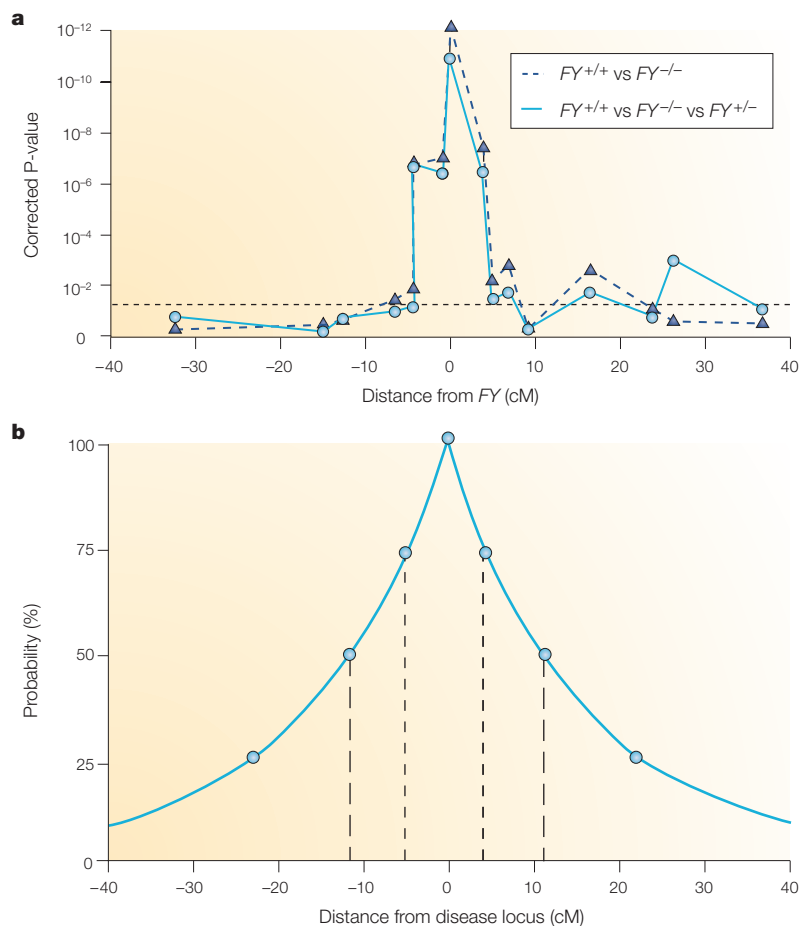 a
Corrected P-value
10⁻¹²
10⁻¹⁰
10⁻⁸
10⁻⁶
10⁻⁴
10⁻²
0
FY⁺/⁺ vs FY⁻/⁻
FY⁺/⁺ vs FY⁻/⁻ vs FY⁺/⁻
−40 −30 −20 −10 0 10 20 30 40
Distance from FY (cM)
b
Probability (%)
100
75
50
25
0
−40 −30 −20 −10 0 10 20 30 40
Distance from disease locus (cM)